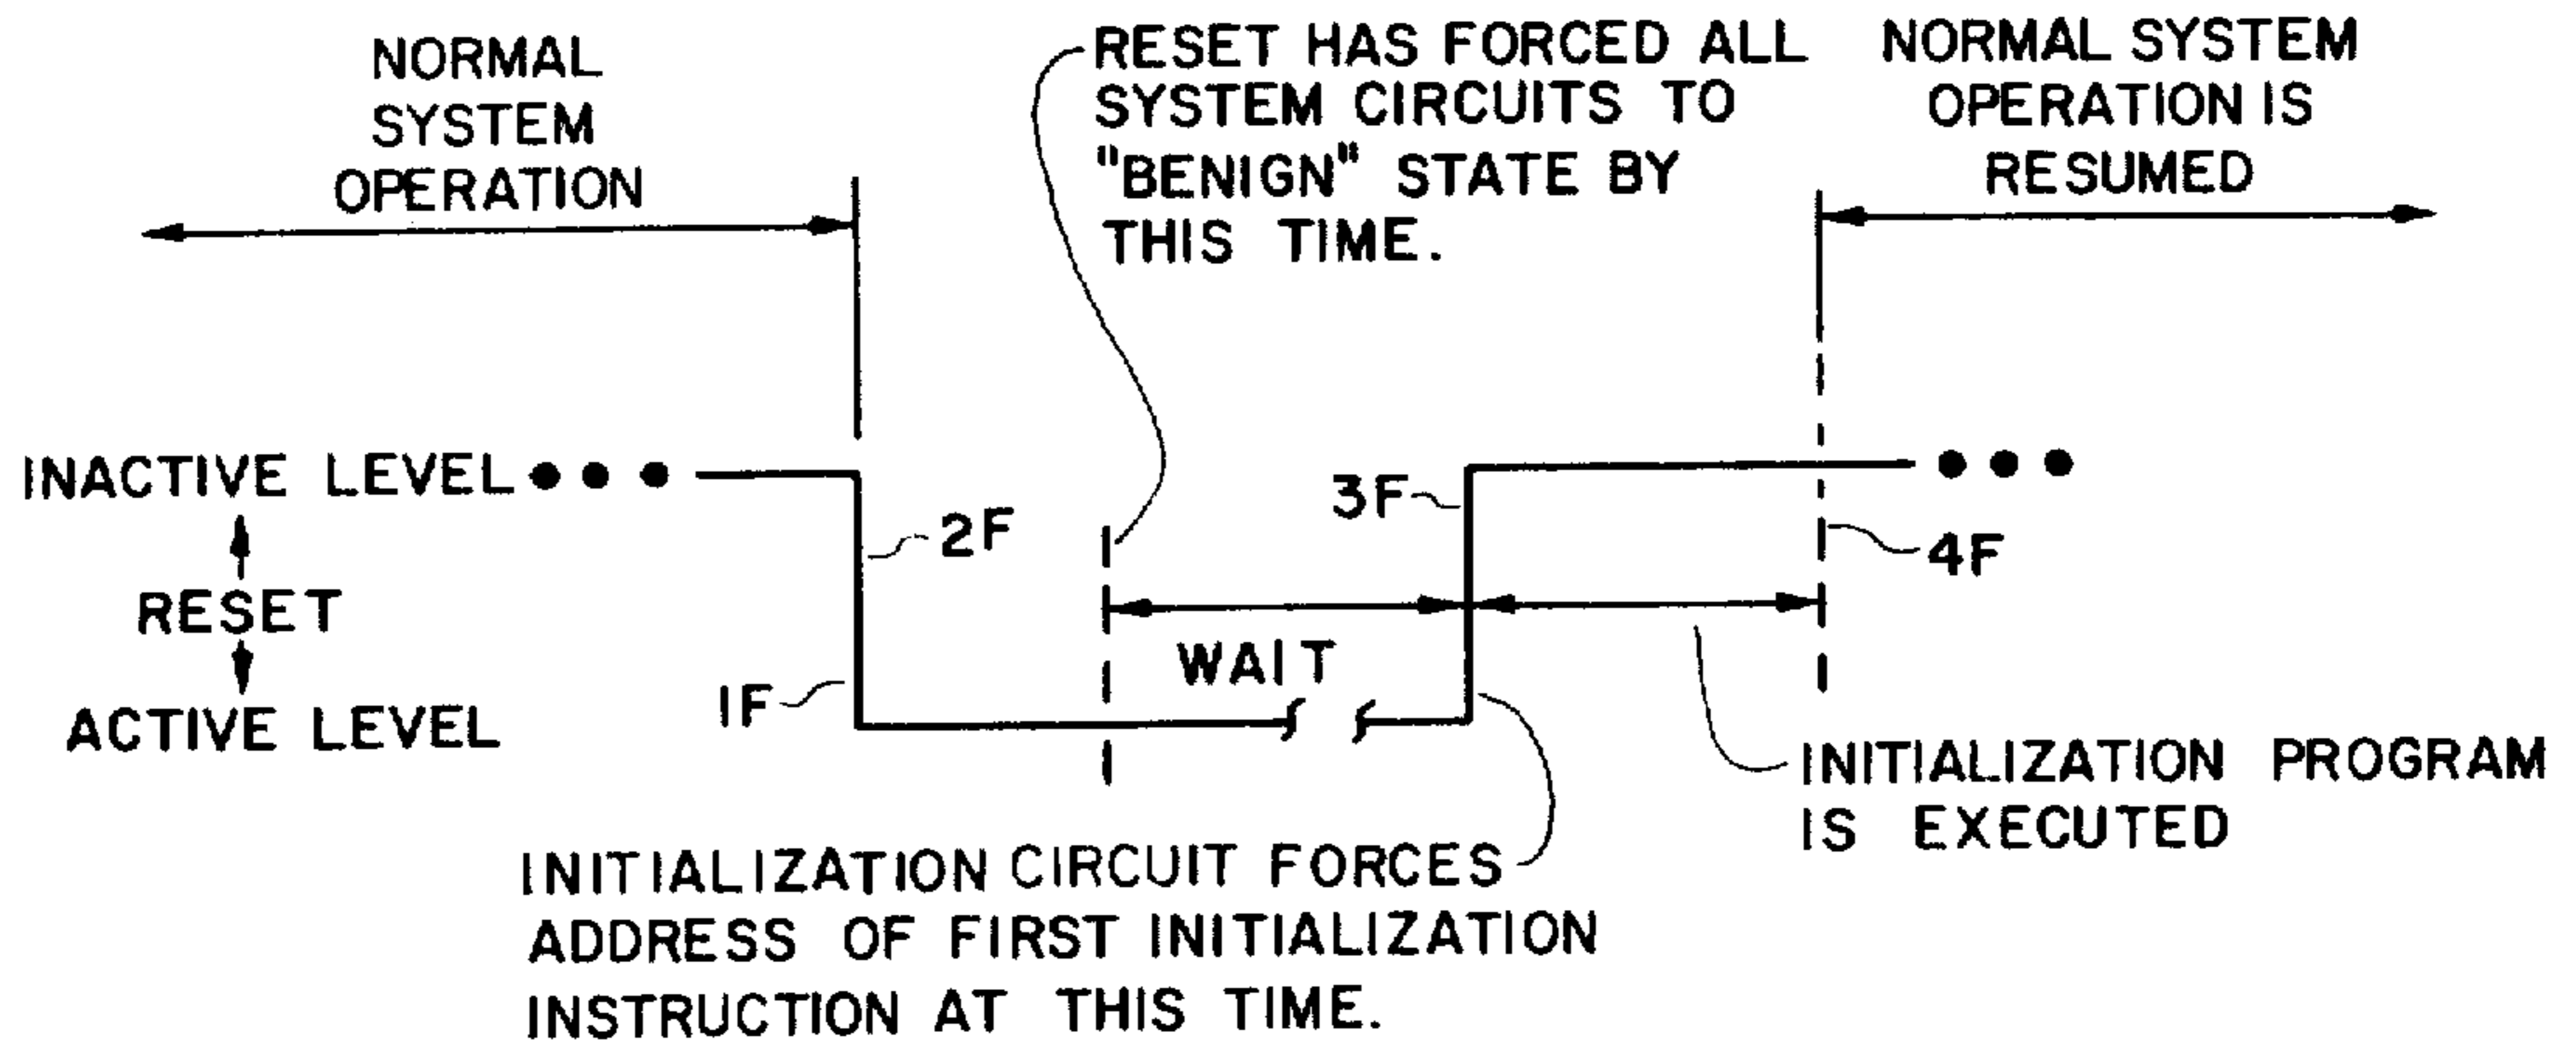 NORMAL
SYSTEM
OPERATION
RESET HAS FORCED ALL
SYSTEM CIRCUITS TO
"BENIGN" STATE BY
THIS TIME.
NORMAL SYSTEM
OPERATION IS
RESUMED
INACTIVE LEVEL
RESET
ACTIVE LEVEL
2F
1F
WAIT
3F
4F
INITIALIZATION PROGRAM
IS EXECUTED
INITIALIZATION CIRCUIT FORCES
ADDRESS OF FIRST INITIALIZATION
INSTRUCTION AT THIS TIME.